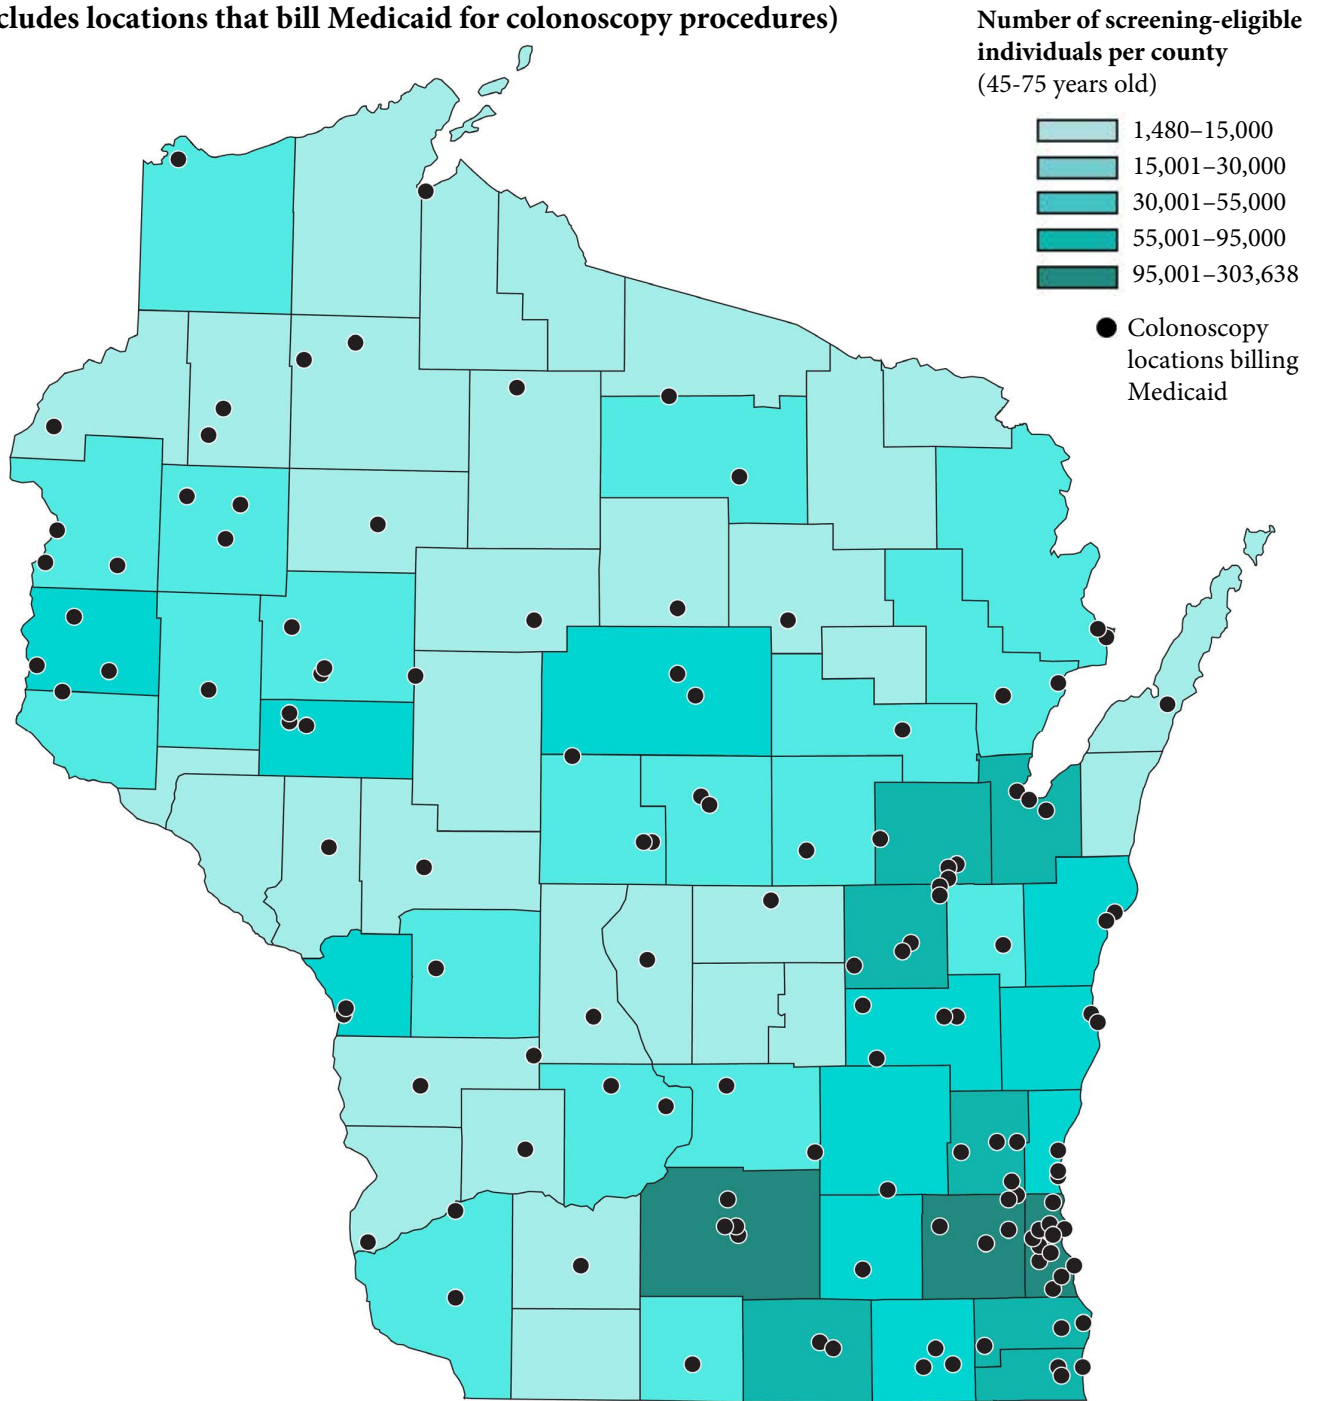 cludes locations that bill Medicaid for colonoscopy procedures)
Number of screening-eligible
individuals per county
(45-75 years old)
1,480–15,000
15,001–30,000
30,001–55,000
55,001–95,000
95,001–303,638
Colonoscopy
locations billing
Medicaid